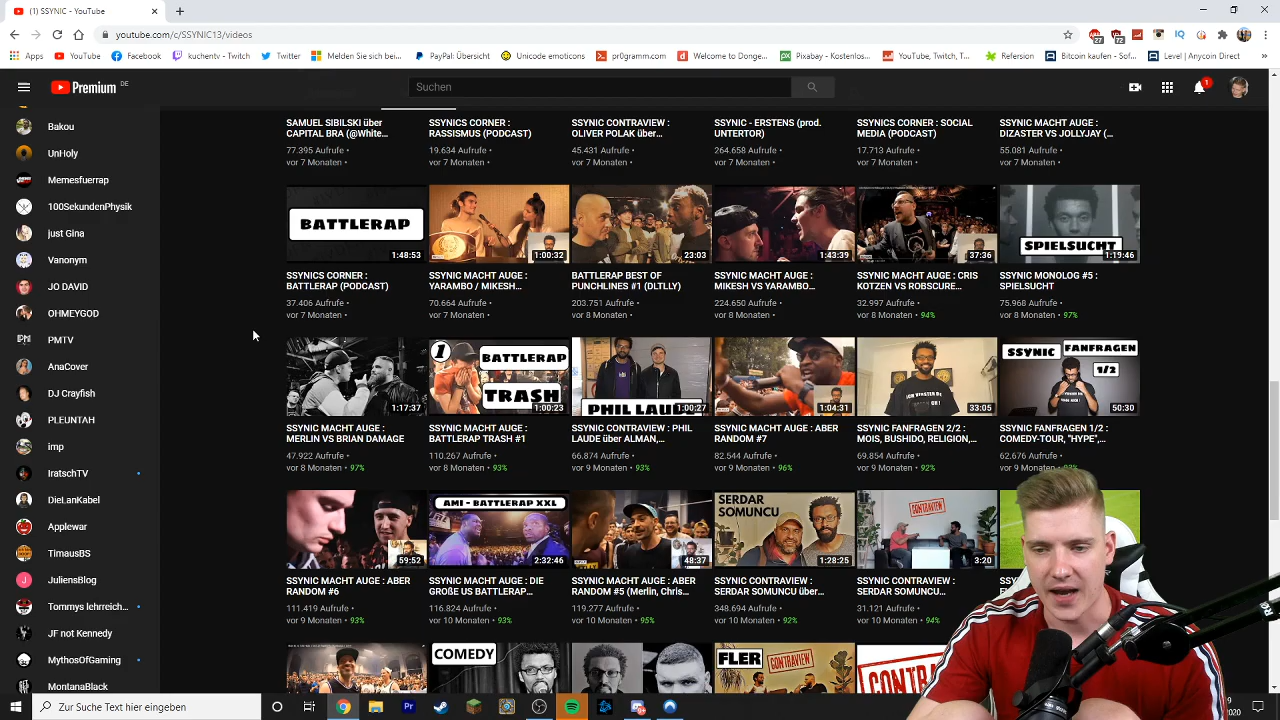 (1) SSYNIC - YouTube
youtube.com/c/SSYNIC13/videos
27
72
Apps
YouTube
Facebook
kuchentv - Twitch
Twitter
Melden Sie sich bei...
PayPal Übersicht
Unicode emoticons
pr0gramm.com
Welcome to Donge...
Pixabay - Kostenlos...
YouTube, Twitch, T...
Refersion
Bitcoin kaufen - Sof...
Level | Anycoin Direct
Premium DE
Suchen
1
Bakou
UnHoly
Memesfuerrap
100SekundenPhysik
just Gina
Vanonym
JO DAVID
OHMEYGOD
PMTV
AnaCover
DJ Crayfish
PLEUNTAH
imp
IratschTV
DieLanKabel
Applewar
TimausBS
JuliensBlog
Tommys lehrreich...
JF not Kennedy
MythosOfGaming
MontanaBlack
SAMUEL SIBILSKI über
CAPITAL BRA (@White...
77.395 Aufrufe •
vor 7 Monaten •
SSYNICS CORNER :
RASSISMUS (PODCAST)
19.634 Aufrufe •
vor 7 Monaten •
SSYNIC CONTRAVIEW :
OLIVER POLAK über...
45.431 Aufrufe •
vor 7 Monaten •
SSYNIC - ERSTENS (prod.
UNTERTOR)
264.658 Aufrufe •
vor 7 Monaten •
SSYNICS CORNER : SOCIAL
MEDIA (PODCAST)
17.713 Aufrufe •
vor 7 Monaten •
SSYNIC MACHT AUGE :
DIZASTER VS JOLLYJAY (...
55.081 Aufrufe •
vor 7 Monaten •
BATTLERAP
1:48:53
SSYNICS CORNER :
BATTLERAP (PODCAST)
37.406 Aufrufe •
vor 7 Monaten •
1:00:32
SSYNIC MACHT AUGE :
YARAMBO / MIKESH...
70.664 Aufrufe •
vor 7 Monaten •
23:03
BATTLERAP BEST OF
PUNCHLINES #1 (DLTLLY)
203.751 Aufrufe •
vor 8 Monaten •
1:43:39
SSYNIC MACHT AUGE :
MIKESH VS YARAMBO...
224.650 Aufrufe •
vor 8 Monaten •
37:36
SSYNIC MACHT AUGE : CRIS
KOTZEN VS ROBSCURE...
32.997 Aufrufe •
vor 8 Monaten • 94%
SPIELSUCHT
1:19:46
SSYNIC MONOLOG #5 :
SPIELSUCHT
75.968 Aufrufe •
vor 8 Monaten • 97%
1:17:37
SSYNIC MACHT AUGE :
MERLIN VS BRIAN DAMAGE
47.922 Aufrufe •
vor 8 Monaten • 97%
1
BATTLERAP
TRASH
1:00:23
SSYNIC MACHT AUGE :
BATTLERAP TRASH #1
110.267 Aufrufe •
vor 8 Monaten • 93%
PHIL LAUDE
1:00:27
SSYNIC CONTRAVIEW : PHIL
LAUDE über ALMAN,...
66.874 Aufrufe •
vor 9 Monaten • 93%
1:04:31
SSYNIC MACHT AUGE : ABER
RANDOM #7
82.544 Aufrufe •
vor 9 Monaten • 96%
33:05
SSYNIC FANFRAGEN 2/2 :
MOIS, BUSHIDO, RELIGION,...
69.854 Aufrufe •
vor 9 Monaten • 92%
SSYNIC
FANFRAGEN
1/2
50:30
SSYNIC FANFRAGEN 1/2 :
COMEDY-TOUR, "HYPE",...
62.676 Aufrufe •
vor 9 Monaten •
59:52
SSYNIC MACHT AUGE : ABER
RANDOM #6
111.419 Aufrufe •
vor 9 Monaten • 93%
AMI - BATTLERAP XXL
2:32:46
SSYNIC MACHT AUGE : DIE
GROẞE US BATTLERAP...
116.824 Aufrufe •
vor 10 Monaten • 93%
48:37
SSYNIC MACHT AUGE : ABER
RANDOM #5 (Merlin, Chris...
119.277 Aufrufe •
vor 10 Monaten • 95%
SERDAR
SOMUNCU
1:28:25
SSYNIC CONTRAVIEW :
SERDAR SOMUNCU über...
348.694 Aufrufe •
vor 10 Monaten • 92%
CONTRAVIEW
3:20
SSYNIC CONTRAVIEW :
SERDAR SOMUNCU...
31.121 Aufrufe •
vor 10 Monaten • 94%
COMEDY
FLER
CONTRAVIEW
Zur Suche Text hier eingeben
Pr